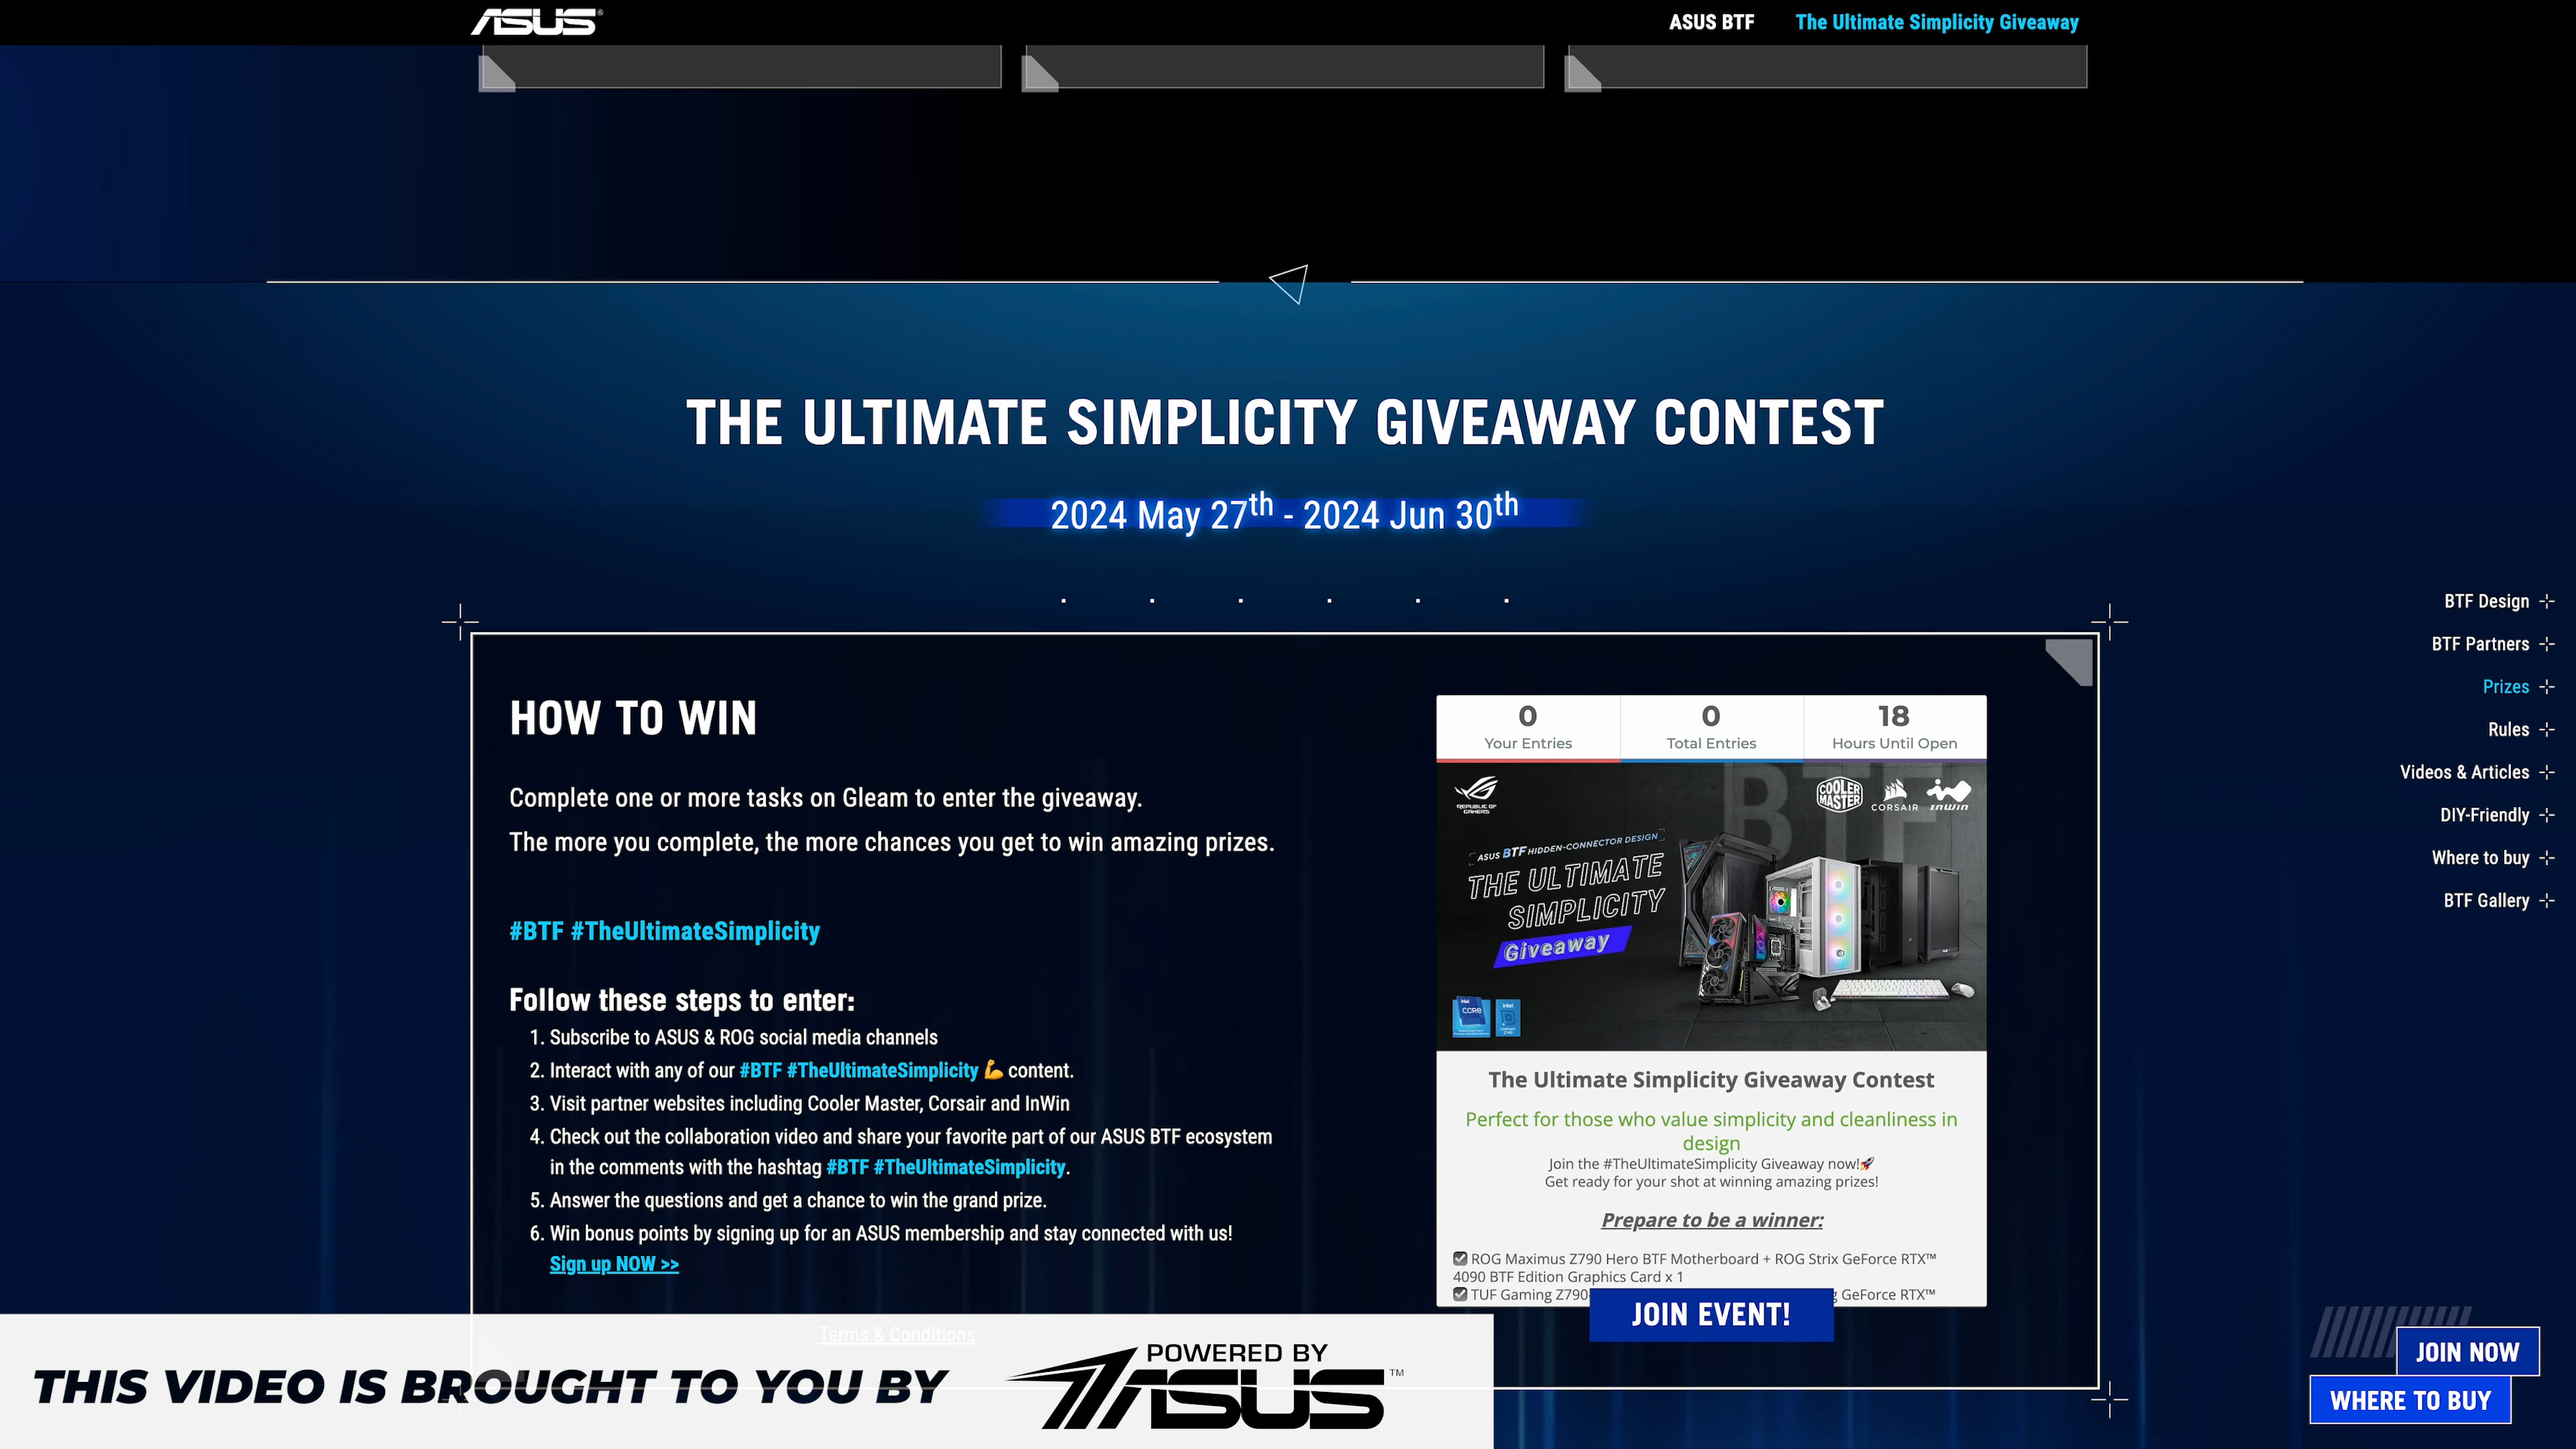 ASUS
ASUS BTF
The Ultimate Simplicity Giveaway
THE ULTIMATE SIMPLICITY GIVEAWAY CONTEST
2024 May 27th - 2024 Jun 30th
BTF Design
BTF Partners
Prizes
Rules
Videos & Articles
DIY-Friendly
Where to buy
BTF Gallery
HOW TO WIN
Complete one or more tasks on Gleam to enter the giveaway.
The more you complete, the more chances you get to win amazing prizes.
#BTF #TheUltimateSimplicity
Follow these steps to enter:
1. Subscribe to ASUS & ROG social media channels
2. Interact with any of our #BTF #TheUltimateSimplicity 💪 content.
3. Visit partner websites including Cooler Master, Corsair and InWin
4. Check out the collaboration video and share your favorite part of our ASUS BTF ecosystem
in the comments with the hashtag #BTF #TheUltimateSimplicity.
5. Answer the questions and get a chance to win the grand prize.
6. Win bonus points by signing up for an ASUS membership and stay connected with us!
Sign up NOW >>
Terms & Conditions
0
Your Entries
0
Total Entries
18
Hours Until Open
BTF
REPUBLIC OF
GAMERS
COOLER
MASTER
CORSAIR
InWin
ASUS BTF HIDDEN-CONNECTOR DESIGN
THE ULTIMATE
SIMPLICITY
Giveaway
intel
CORE
intel
The Ultimate Simplicity Giveaway Contest
Perfect for those who value simplicity and cleanliness in
design
Join the #TheUltimateSimplicity Giveaway now!🚀
Get ready for your shot at winning amazing prizes!
Prepare to be a winner:
☑ ROG Maximus Z790 Hero BTF Motherboard + ROG Strix GeForce RTX™
4090 BTF Edition Graphics Card x 1
☑ TUF Gaming Z790- GeForce RTX™
JOIN EVENT!
THIS VIDEO IS BROUGHT TO YOU BY
POWERED BY
ASUS™
JOIN NOW
WHERE TO BUY